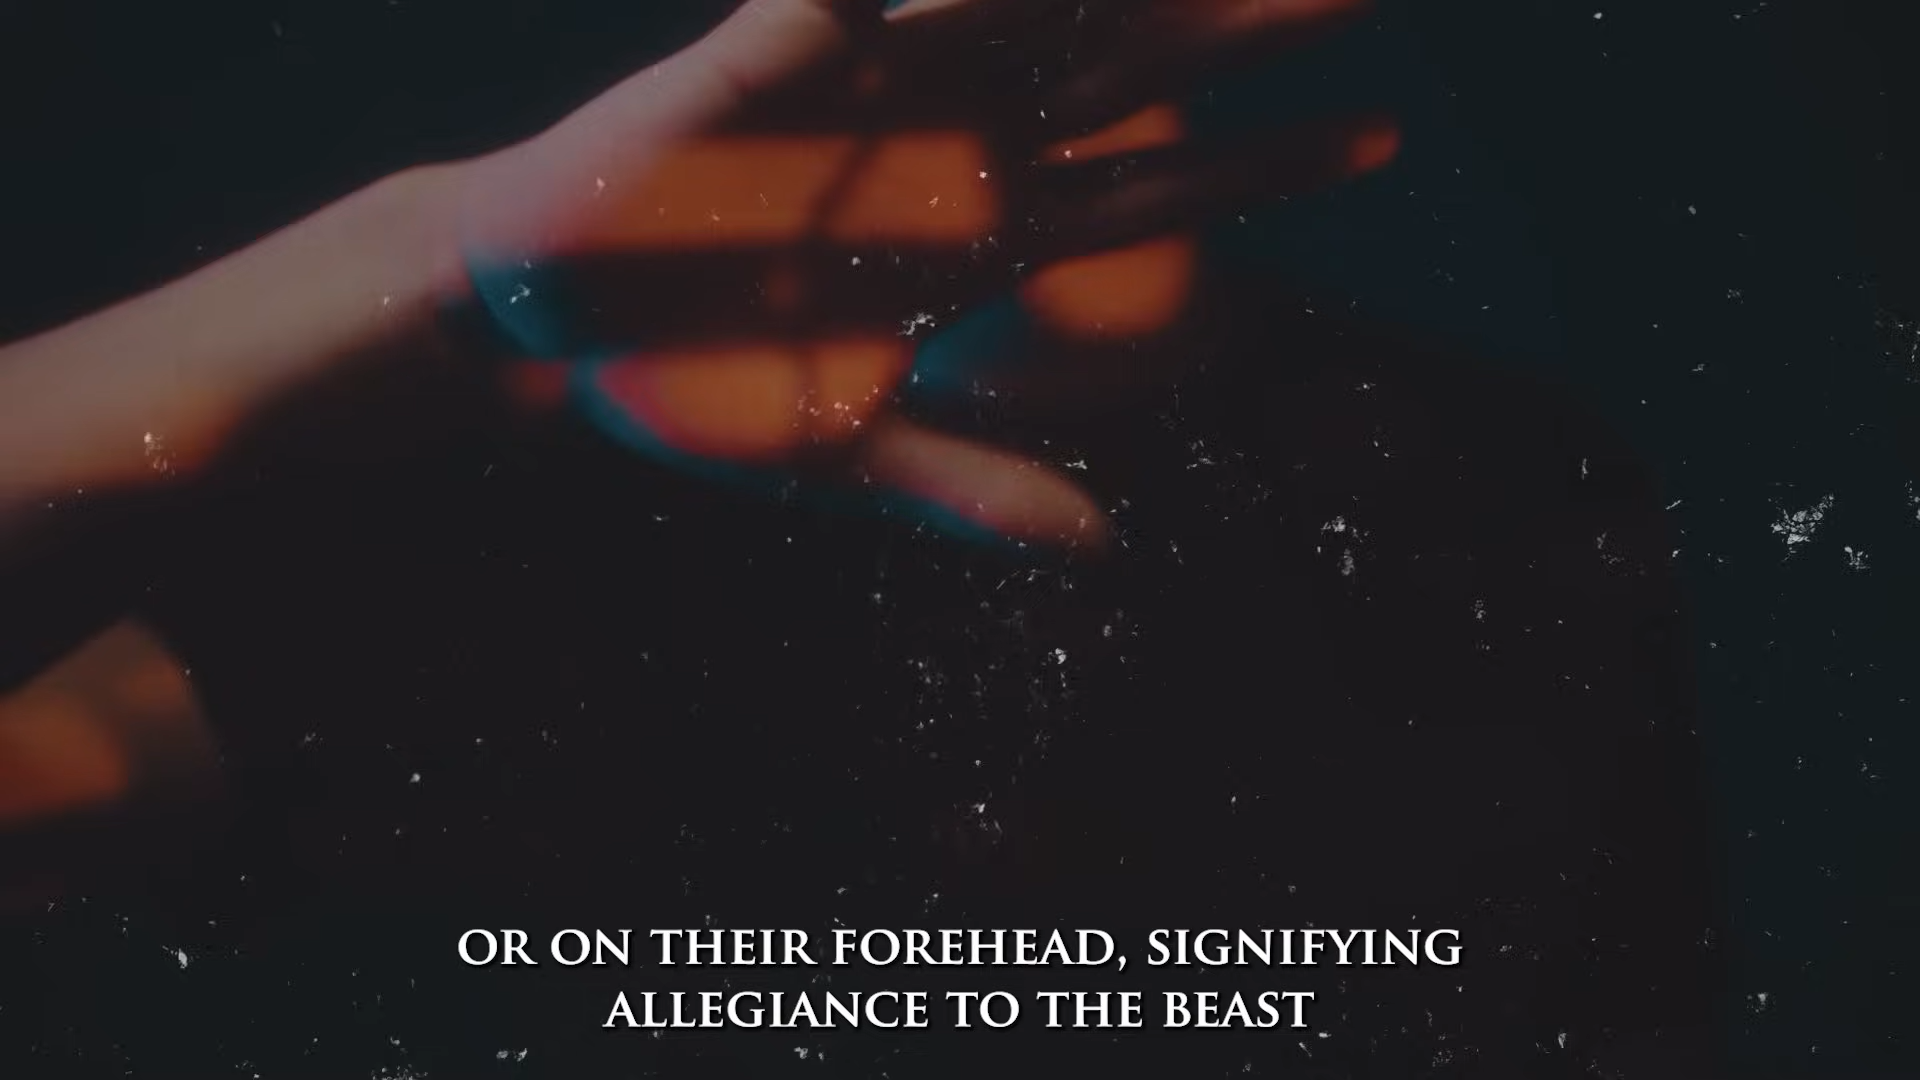 OR ON THEIR FOREHEAD, SIGNIFYING
ALLEGIANCE TO THE BEAST